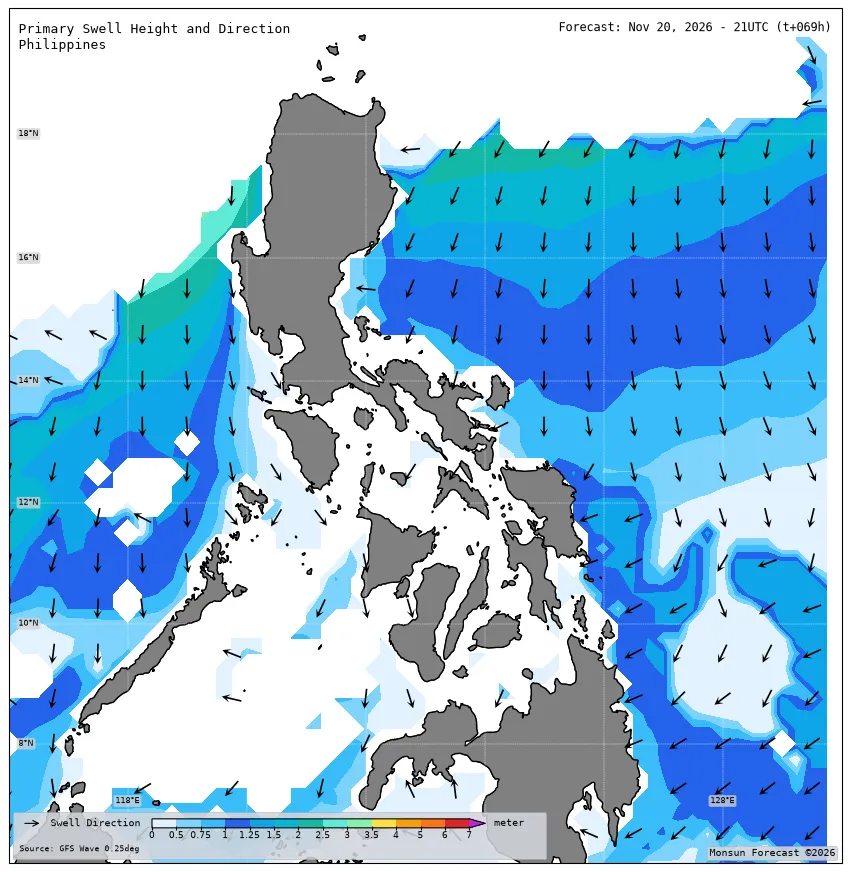 Primary Swell Height and Direction
Philippines
Forecast: Nov 20, 2026 - 21UTC (t+069h)
18°N
16°N
14°N
12°N
10°N
8°N
118°E
128°E
Swell Direction
0 0.5 0.75 1 1.25 1.5 2 2.5 3 3.5 4 5 6 7
meter
Source: GFS Wave 0.25deg
Monsun Forecast ©2026